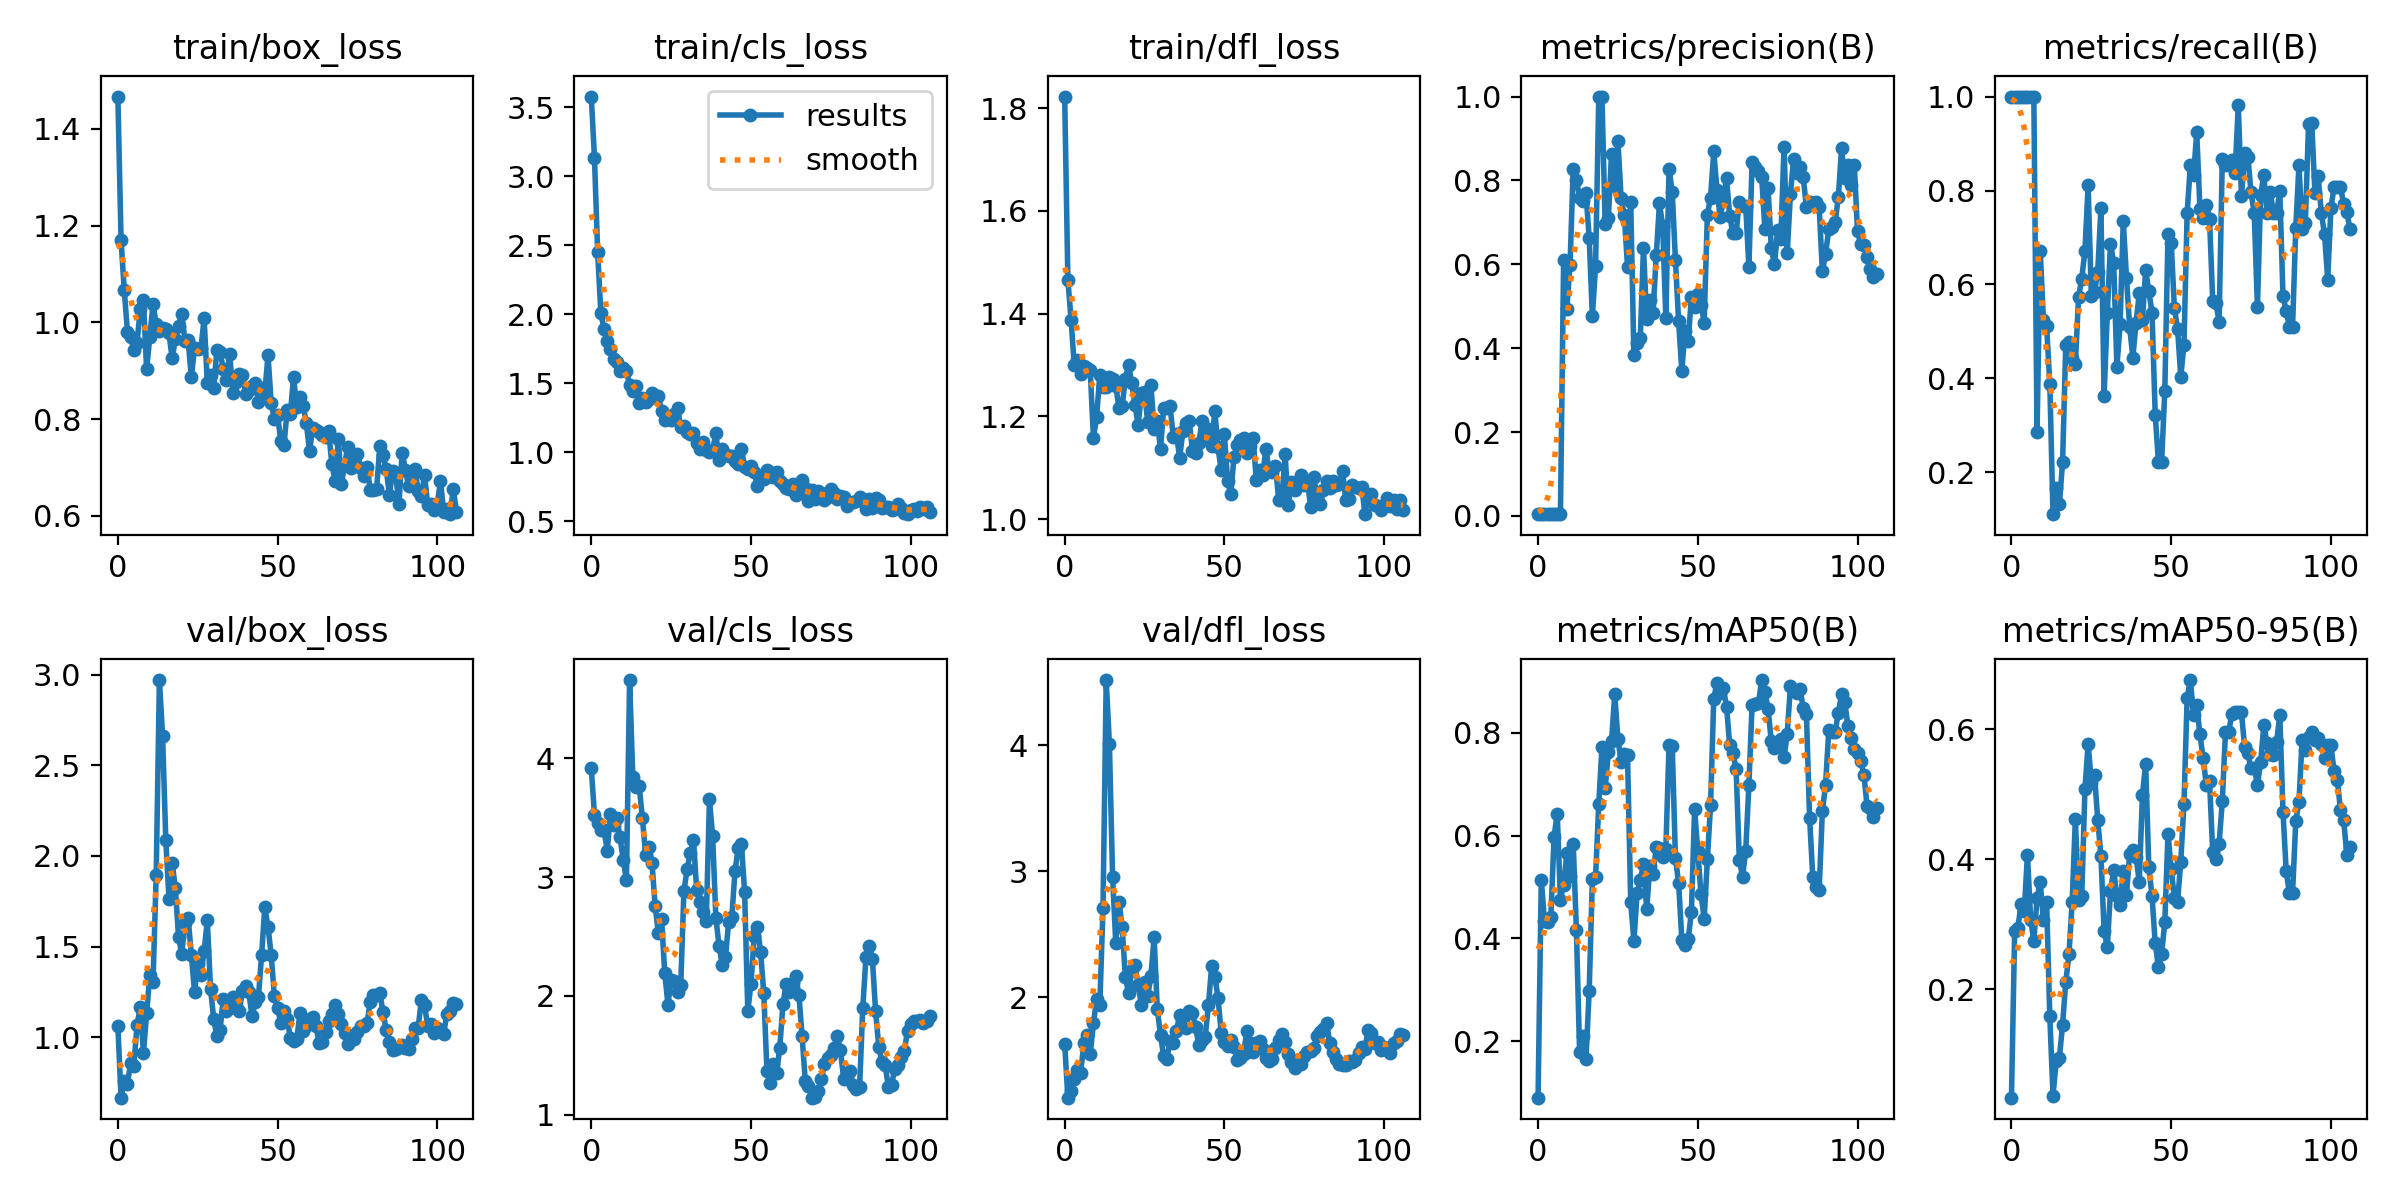 train/box_loss
1.4
1.2
1.0
0.8
0.6
0 50 100
train/cls_loss
results
smooth
3.5
3.0
2.5
2.0
1.5
1.0
0.5
0 50 100
train/dfl_loss
1.8
1.6
1.4
1.2
1.0
0 50 100
metrics/precision(B)
1.0
0.8
0.6
0.4
0.2
0.0
0 50 100
metrics/recall(B)
1.0
0.8
0.6
0.4
0.2
0 50 100
val/box_loss
3.0
2.5
2.0
1.5
1.0
0 50 100
val/cls_loss
4
3
2
1
0 50 100
val/dfl_loss
4
3
2
0 50 100
metrics/mAP50(B)
0.8
0.6
0.4
0.2
0 50 100
metrics/mAP50-95(B)
0.6
0.4
0.2
0 50 100